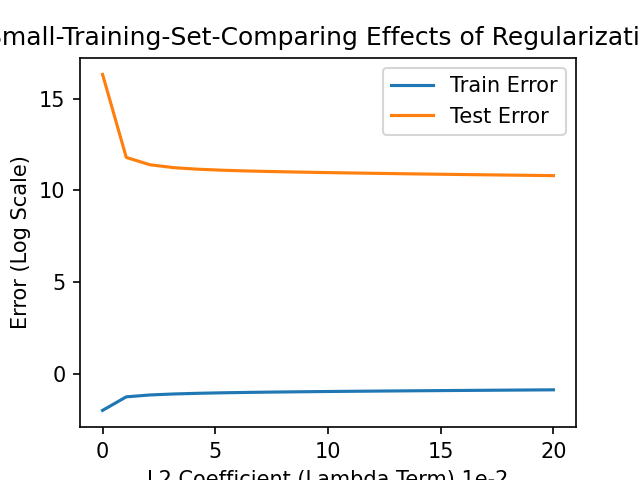 Small-Training-Set-Comparing Effects of Regularizati
Train Error
Test Error
Error (Log Scale)
15
10
5
0
0 5 10 15 20
L2 Coefficient (Lambda Term) 1e-2